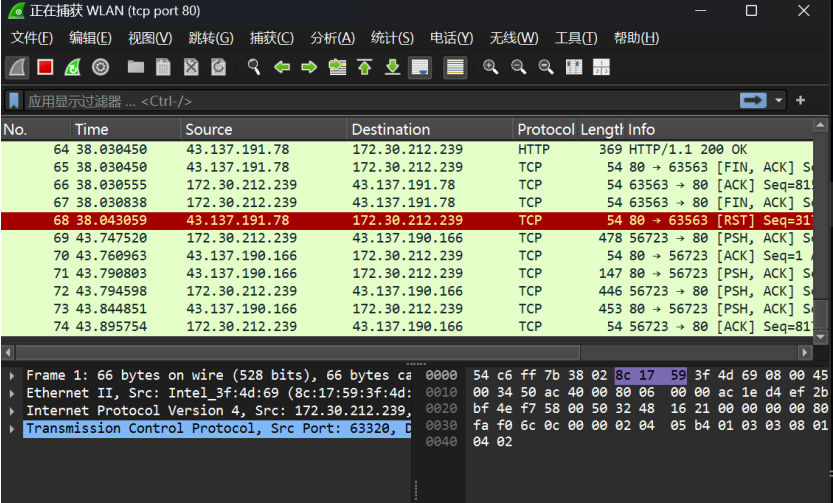 正在捕获 WLAN (tcp port 80)
文件(F) 编辑(E) 视图(V) 跳转(G) 捕获(C) 分析(A) 统计(S) 电话(Y) 无线(W) 工具(T) 帮助(H)
应用显示过滤器 … <Ctrl-/>
No. Time Source Destination Protocol Length Info
64 38.030450 43.137.191.78 172.30.212.239 HTTP 369 HTTP/1.1 200 OK
65 38.030450 43.137.191.78 172.30.212.239 TCP 54 80 → 63563 [FIN, ACK] S
66 38.030555 172.30.212.239 43.137.191.78 TCP 54 63563 → 80 [ACK] Seq=81
67 38.030838 172.30.212.239 43.137.191.78 TCP 54 63563 → 80 [FIN, ACK] S
68 38.043059 43.137.191.78 172.30.212.239 TCP 54 80 → 63563 [RST] Seq=317
69 43.747520 172.30.212.239 43.137.190.166 TCP 478 56723 → 80 [PSH, ACK] S
70 43.760963 43.137.190.166 172.30.212.239 TCP 54 80 → 56723 [ACK] Seq=1
71 43.790803 43.137.190.166 172.30.212.239 TCP 147 80 → 56723 [PSH, ACK] S
72 43.794598 172.30.212.239 43.137.190.166 TCP 446 56723 → 80 [PSH, ACK] S
73 43.844851 43.137.190.166 172.30.212.239 TCP 453 80 → 56723 [PSH, ACK] S
74 43.895754 172.30.212.239 43.137.190.166 TCP 54 56723 → 80 [ACK] Seq=81
Frame 1: 66 bytes on wire (528 bits), 66 bytes ca
Ethernet II, Src: Intel_3f:4d:69 (8c:17:59:3f:4d:
Internet Protocol Version 4, Src: 172.30.212.239,
Transmission Control Protocol, Src Port: 63320, D
0000 54 c6 ff 7b 38 02 8c 17 59 3f 4d 69 08 00 45
0010 00 34 50 ac 40 00 80 06 00 00 ac 1e d4 ef 2b
0020 bf 4e f7 58 00 50 32 48 16 21 00 00 00 00 80
0030 fa f0 6c 0c 00 00 02 04 05 b4 01 03 03 08 01
0040 04 02